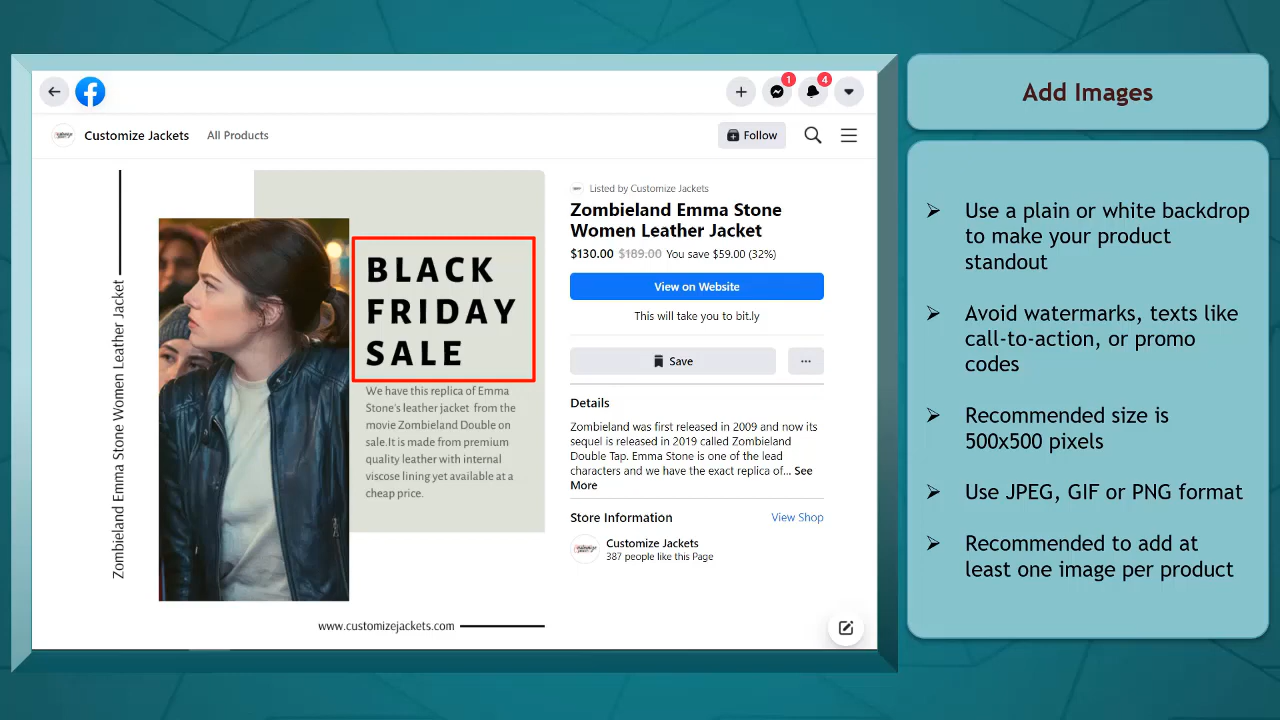 1
4
Customize Jackets
All Products
Follow
Zombieland Emma Stone Women Leather Jacket
BLACK
FRIDAY
SALE
We have this replica of Emma
Stone's leather jacket from the
movie Zombieland Double on
sale.It is made from premium
quality leather with internal
viscose lining yet available at a
cheap price.
www.customizejackets.com
Listed by Customize Jackets
Zombieland Emma Stone
Women Leather Jacket
$130.00 $189.00 You save $59.00 (32%)
View on Website
This will take you to bit.ly
Save
Details
Zombieland was first released in 2009 and now its
sequel is released in 2019 called Zombieland
Double Tap. Emma Stone is one of the lead
characters and we have the exact replica of... See
More
Store Information
View Shop
Customize Jackets
387 people like this Page
Add Images
Use a plain or white backdrop
to make your product
standout
Avoid watermarks, texts like
call-to-action, or promo
codes
Recommended size is
500x500 pixels
Use JPEG, GIF or PNG format
Recommended to add at
least one image per product